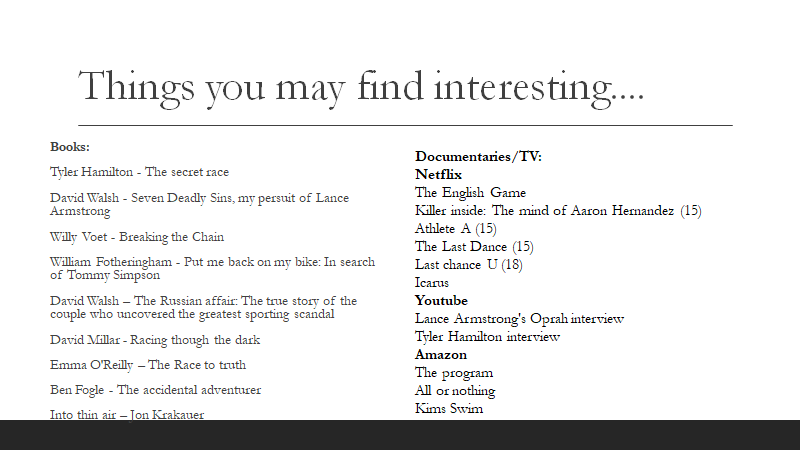 Things you may find interesting....
Books:
Tyler Hamilton - The secret race
David Walsh - Seven Deadly Sins, my persuit of Lance
Armstrong
Willy Voet - Breaking the Chain
William Fotheringham - Put me back on my bike: In search
of Tommy Simpson
David Walsh – The Russian affair: The true story of the
couple who uncovered the greatest sporting scandal
David Millar - Racing though the dark
Emma O'Reilly – The Race to truth
Ben Fogle - The accidental adventurer
Into thin air – Jon Krakauer
Documentaries/TV:
Netflix
The English Game
Killer inside: The mind of Aaron Hernandez (15)
Athlete A (15)
The Last Dance (15)
Last chance U (18)
Icarus
Youtube
Lance Armstrong's Oprah interview
Tyler Hamilton interview
Amazon
The program
All or nothing
Kims Swim